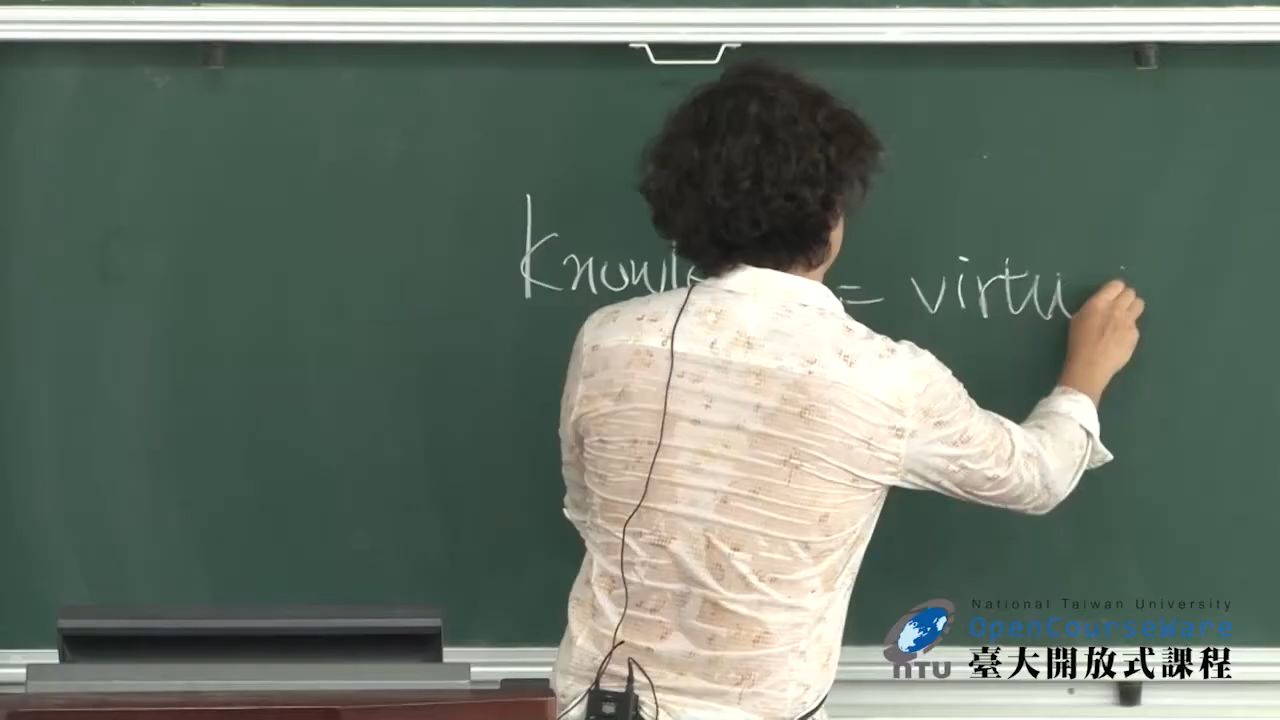 knowle = virtu
National Taiwan University
OpenCourseWare
NTU 臺大開放式課程